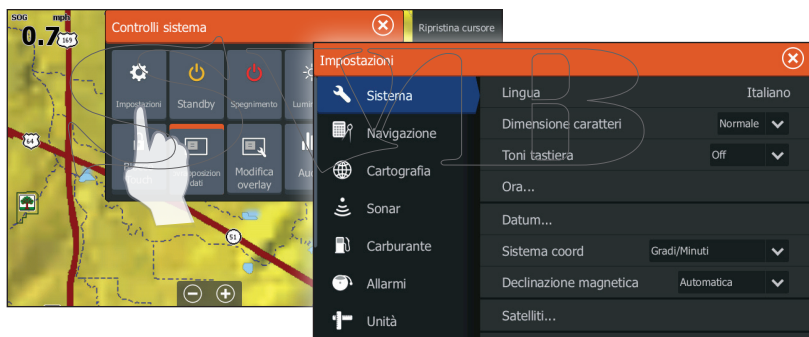 SOG mph
0.7
169
Controlli sistema
Ripristina cursore
Impostazioni
Standby
Spegnimento
Modifica
overlay
dati
64
51
Impostazioni
Sistema
Navigazione
Cartografia
Sonar
Carburante
Allarmi
Unità
Lingua Italiano
Dimensione caratteri Normale
Toni tastiera Off
Ora...
Datum...
Sistema coord Gradi/Minuti
Declinazione magnetica Automatica
Satelliti...